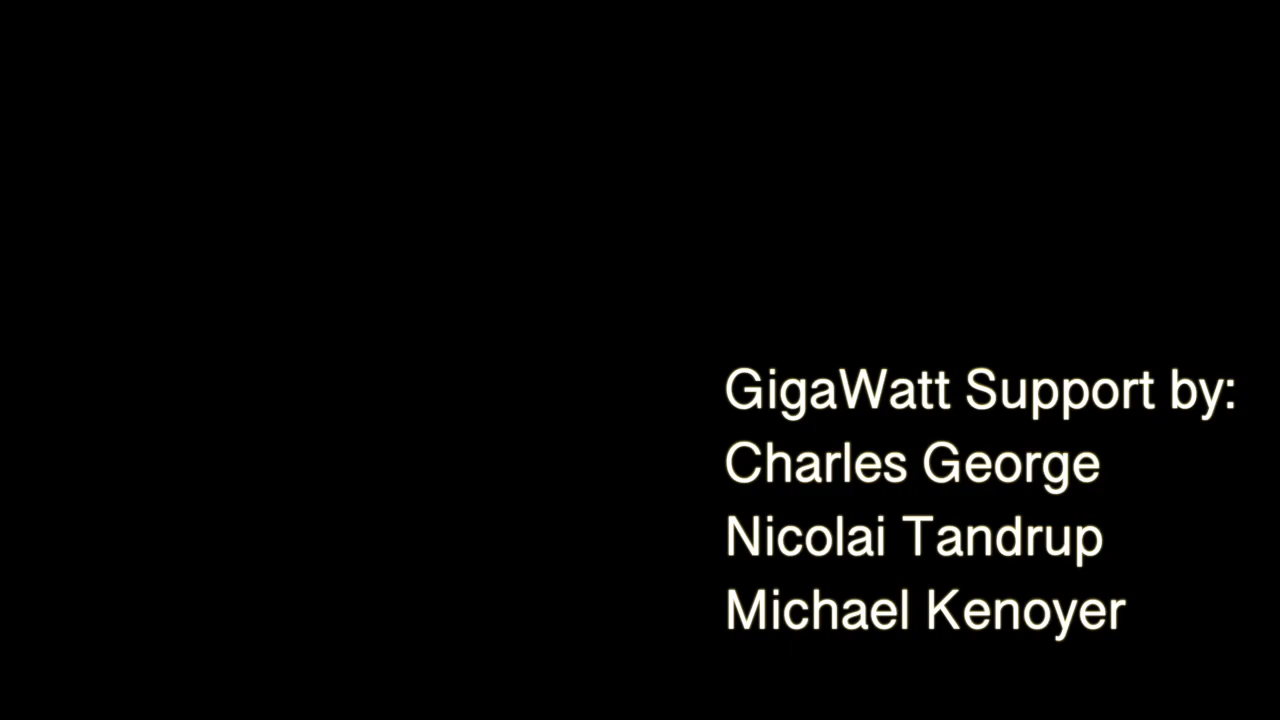 GigaWatt Support by:
Charles George
Nicolai Tandrup
Michael Kenoyer